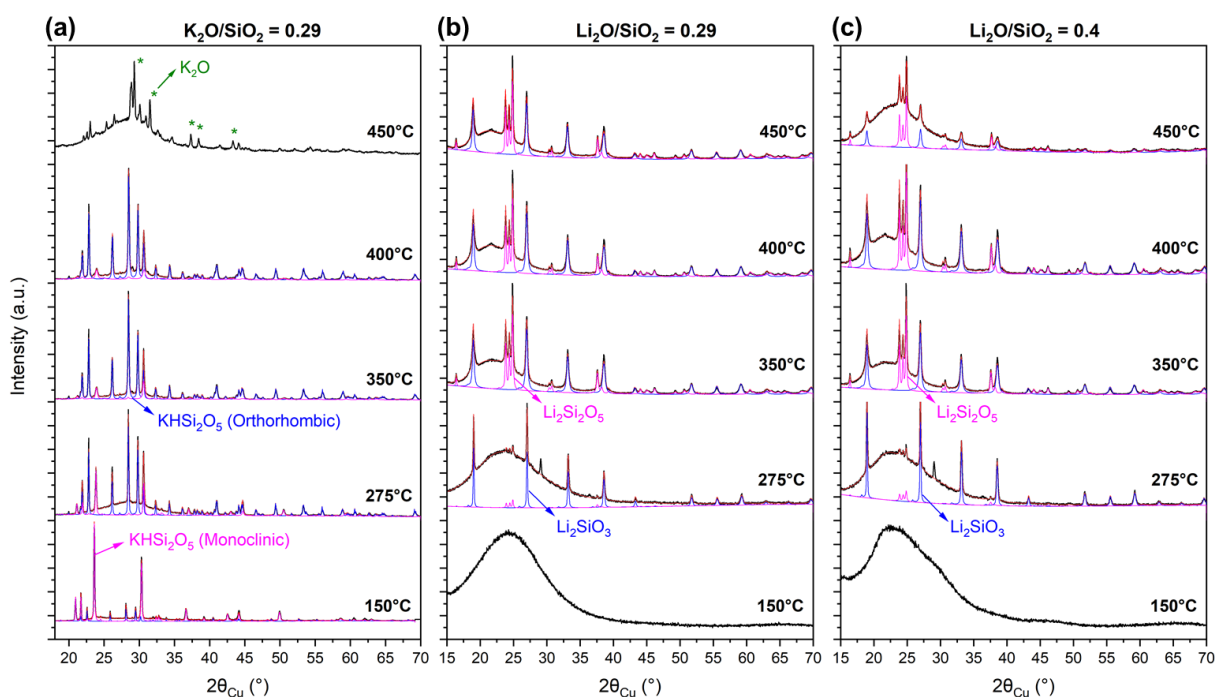 (a)
K₂O/SiO₂ = 0.29
(b)
Li₂O/SiO₂ = 0.29
(c)
Li₂O/SiO₂ = 0.4
Intensity (a.u.)
*
*
*
*
*
K₂O
450°C
400°C
350°C
KHSi₂O₅ (Orthorhombic)
275°C
KHSi₂O₅ (Monoclinic)
150°C
20 25 30 35 40 45 50 55 60 65 70
2θCu (°)
450°C
400°C
350°C
Li₂Si₂O₅
275°C
Li₂SiO₃
150°C
15 20 25 30 35 40 45 50 55 60 65 70
2θCu (°)
450°C
400°C
350°C
Li₂Si₂O₅
275°C
Li₂SiO₃
150°C
15 20 25 30 35 40 45 50 55 60 65 70
2θCu (°)